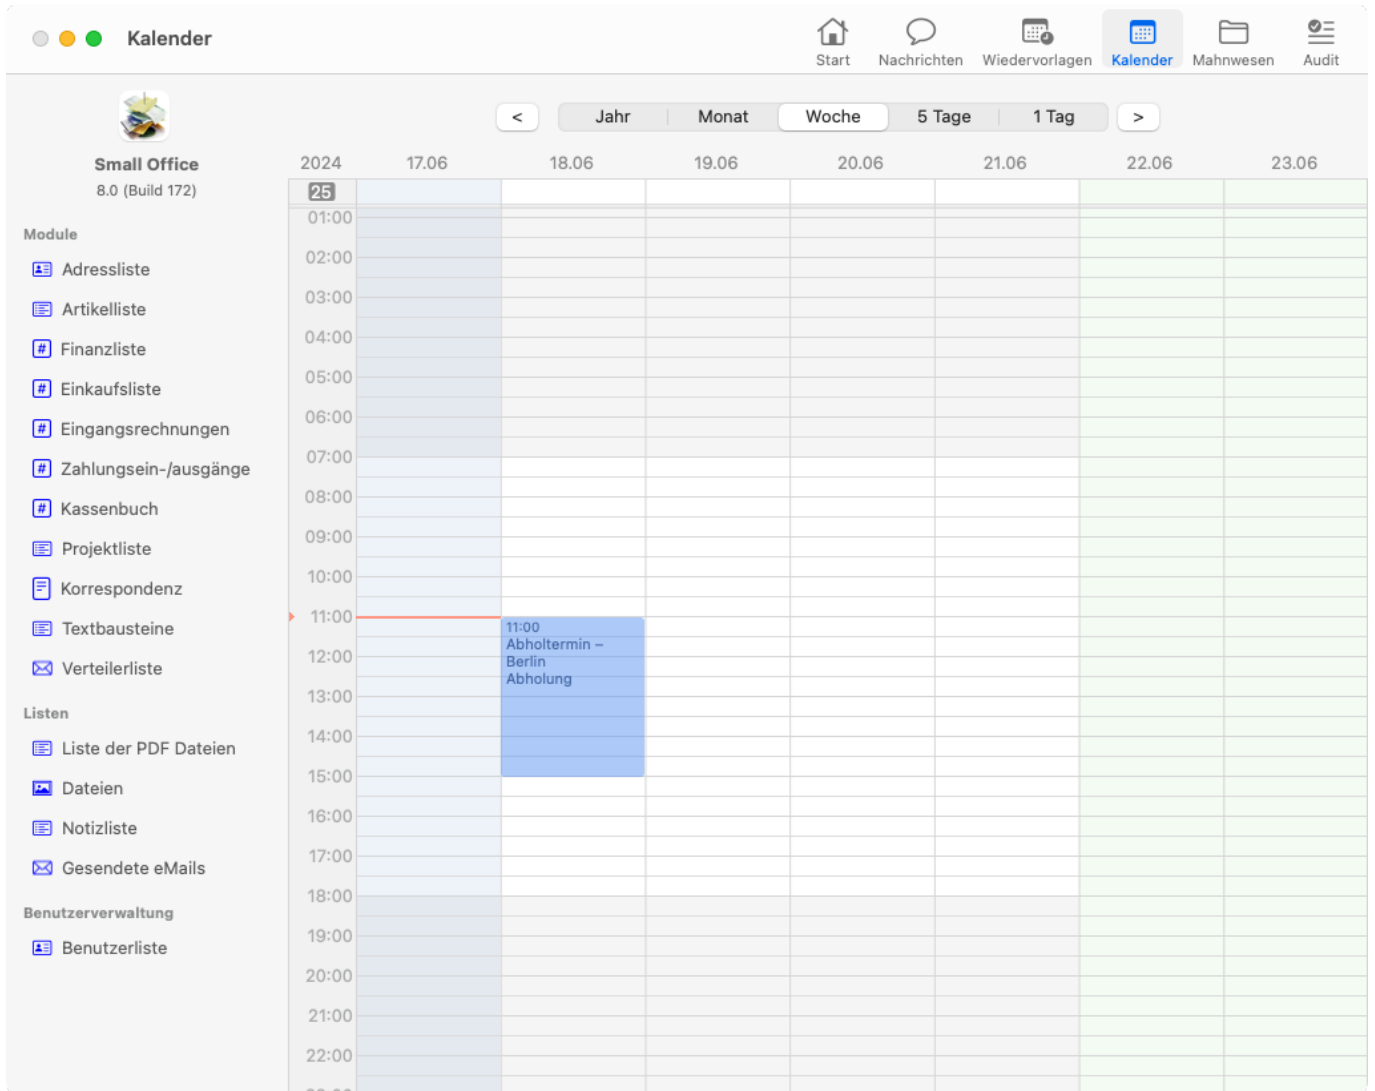 Kalender
Start Nachrichten Wiedervorlagen Kalender Mahnwesen Audit
< Jahr Monat Woche 5 Tage 1 Tag >
Small Office
8.0 (Build 172)
Module
Adressliste
Artikelliste
Finanzliste
Einkaufsliste
Eingangsrechnungen
Zahlungsein-/ausgänge
Kassenbuch
Projektliste
Korrespondenz
Textbausteine
Verteilerliste
Listen
Liste der PDF Dateien
Dateien
Notizliste
Gesendete eMails
Benutzerverwaltung
Benutzerliste
2024 17.06 18.06 19.06 20.06 21.06 22.06 23.06
25
01:00
02:00
03:00
04:00
05:00
06:00
07:00
08:00
09:00
10:00
11:00
12:00
13:00
14:00
15:00
16:00
17:00
18:00
19:00
20:00
21:00
22:00
11:00
Abholtermin –
Berlin
Abholung